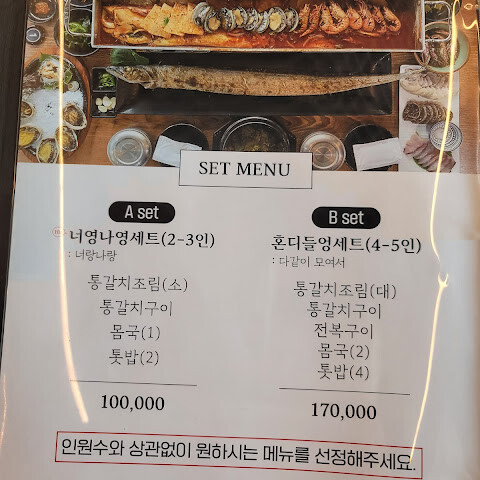 SET MENU
A set
너영나영세트(2-3인)
: 너랑나랑
통갈치조림(소)
통갈치구이
몸국(1)
톳밥(2)
100,000
B set
혼디들엉세트(4-5인)
: 다같이 모여서
통갈치조림(대)
통갈치구이
전복구이
몸국(2)
톳밥(4)
170,000
인원수와 상관없이 원하시는 메뉴를 선정해주세요.